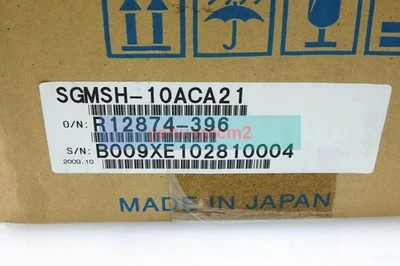 SGMSH-10ACA21
O/N: R12874-396
S/N: B009XE102810004
2009.10
MADE IN JAPAN